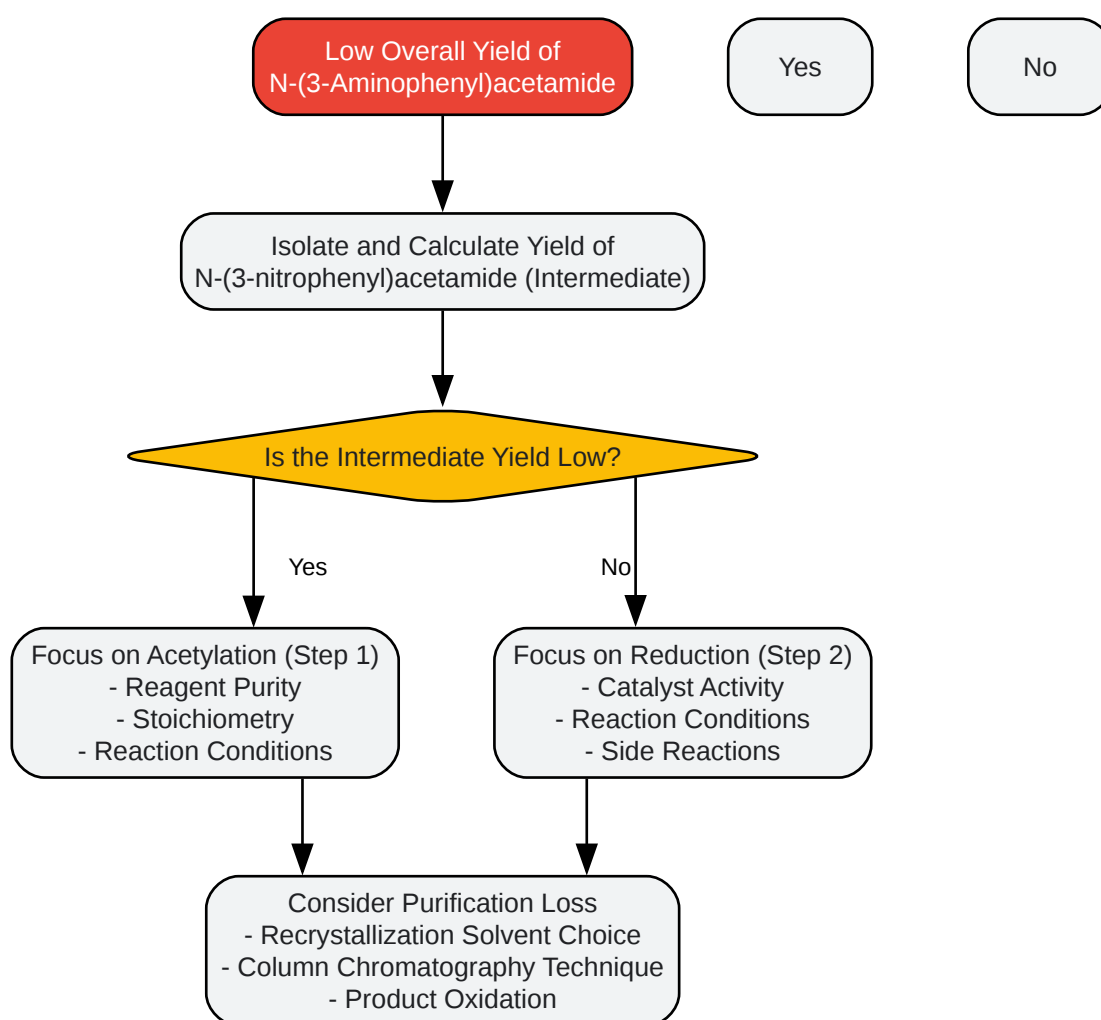 Low Overall Yield of
N-(3-Aminophenyl)acetamide
Yes
No
Isolate and Calculate Yield of
N-(3-nitrophenyl)acetamide (Intermediate)
Is the Intermediate Yield Low?
Yes
No
Focus on Acetylation (Step 1)
- Reagent Purity
- Stoichiometry
- Reaction Conditions
Focus on Reduction (Step 2)
- Catalyst Activity
- Reaction Conditions
- Side Reactions
Consider Purification Loss
- Recrystallization Solvent Choice
- Column Chromatography Technique
- Product Oxidation